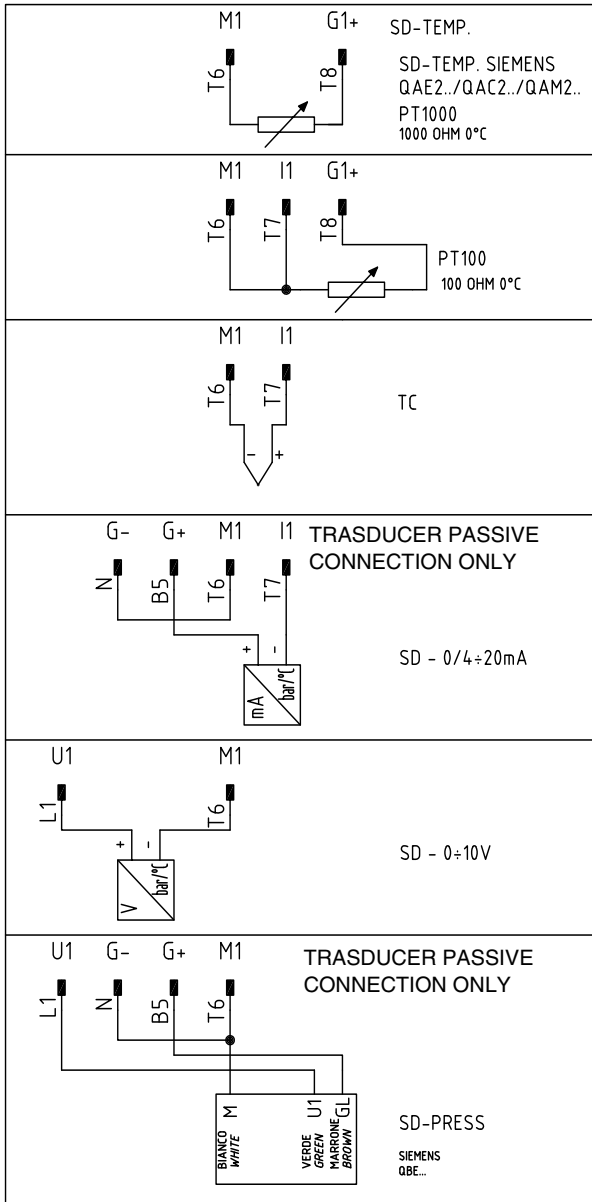 M1 G1+ SD-TEMP.
T6 T8 SD-TEMP. SIEMENS
QAE2../QAC2../QAM2..
PT1000
1000 OHM 0°C
M1 I1 G1+
T6 T7 T8
PT100
100 OHM 0°C
M1 I1
T6 T7
TC
- +
G- G+ M1 I1 TRASDUCER PASSIVE
CONNECTION ONLY
N B5 T6 T7
+ -
SD - 0/4÷20mA
mA bar/°C
U1 M1
L1 T6
+ -
SD - 0÷10V
V bar/°C
U1 G- G+ M1 TRASDUCER PASSIVE
CONNECTION ONLY
L1 N B5 T6
M U1 GL
BIANCO
WHITE
VERDE
GREEN
MARRONE
BROWN
SD-PRESS
SIEMENS
QBE...